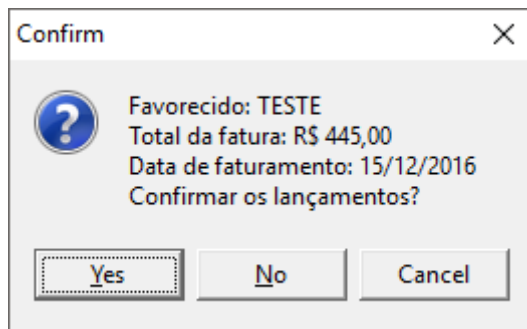 Confirm
Favorecido: TESTE
Total da fatura: R$ 445,00
Data de faturamento: 15/12/2016
Confirmar os lançamentos?
Yes
No
Cancel